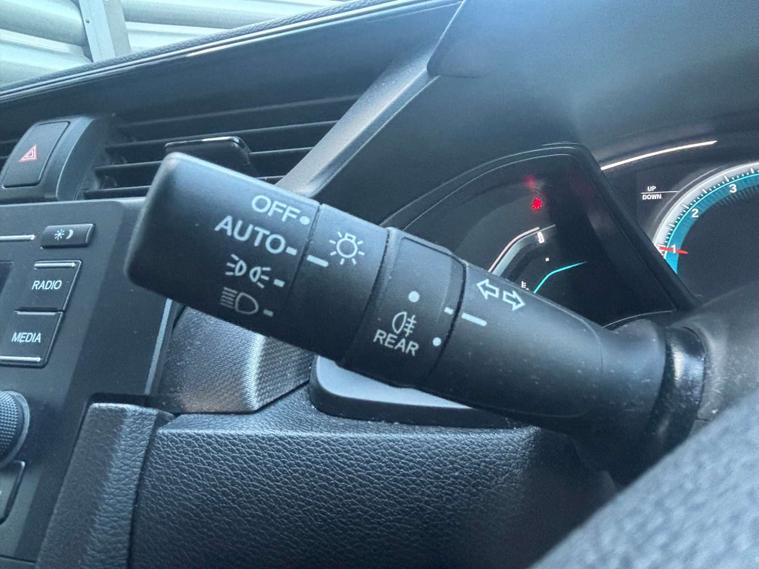 OFF
AUTO
REAR
RADIO
MEDIA
UP
DOWN
1
2
3
E